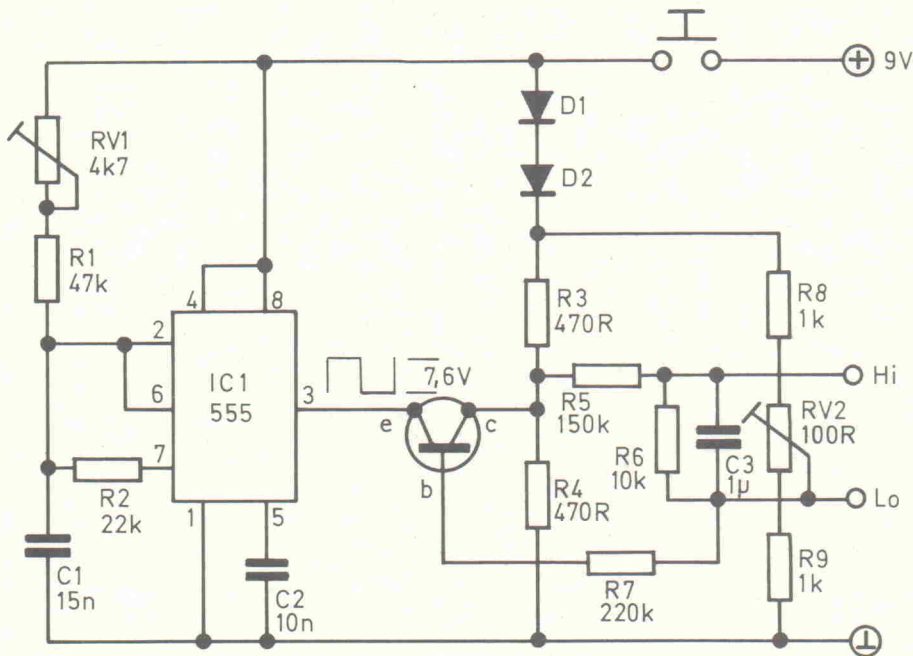 9V
D1
RV1
4k7
D2
R1
47k
R3
470R
R8
1k
4
8
2
7,6V
Hi
IC1
555
3
6
R5
150k
e
c
RV2
100R
R6
10k
C3
1µ
7
b
R4
470R
Lo
R2
22k
1
5
R9
1k
C1
15n
C2
10n
R7
220k